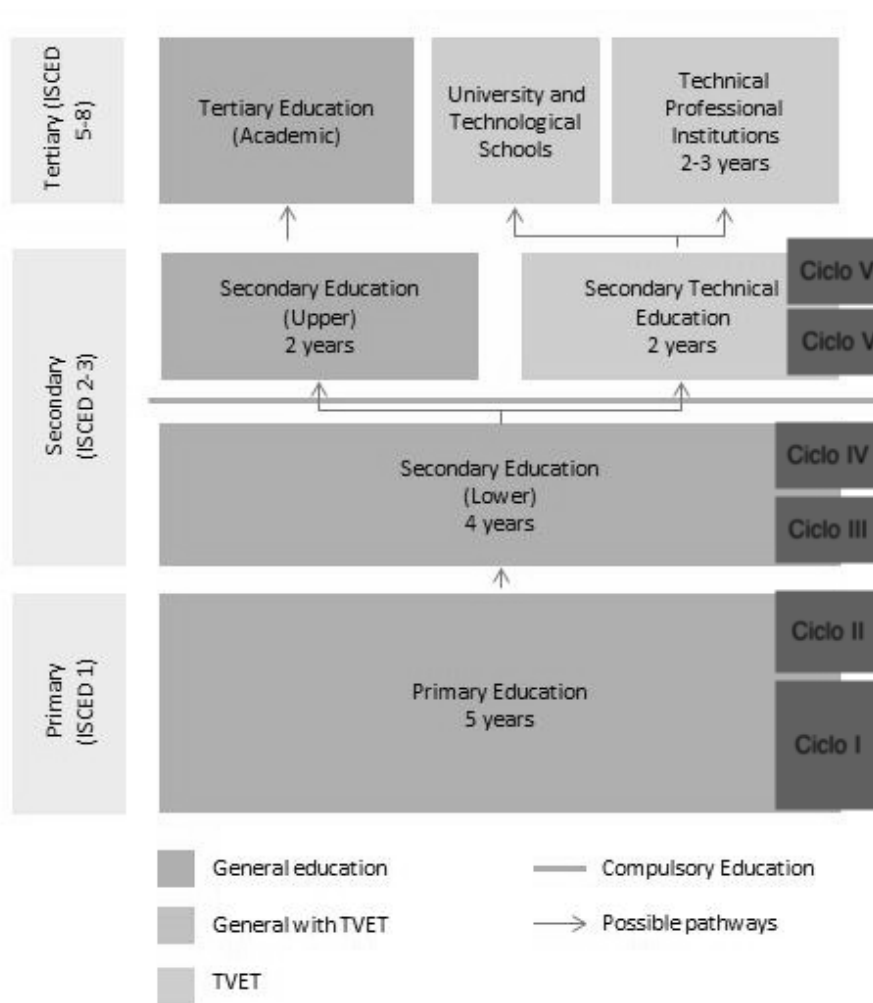 Tertiary (ISCED
5-8)
Tertiary Education
(Academic)
University and
Technological
Schools
Technical
Professional
Institutions
2-3 years
Secondary
(ISCED 2-3)
Secondary Education
(Upper)
2 years
Secondary Technical
Education
2 years
Ciclo V
Ciclo V
Secondary Education
(Lower)
4 years
Ciclo IV
Ciclo III
Primary
(ISCED 1)
Primary Education
5 years
Ciclo II
Ciclo I
General education
General with TVET
TVET
Compulsory Education
Possible pathways